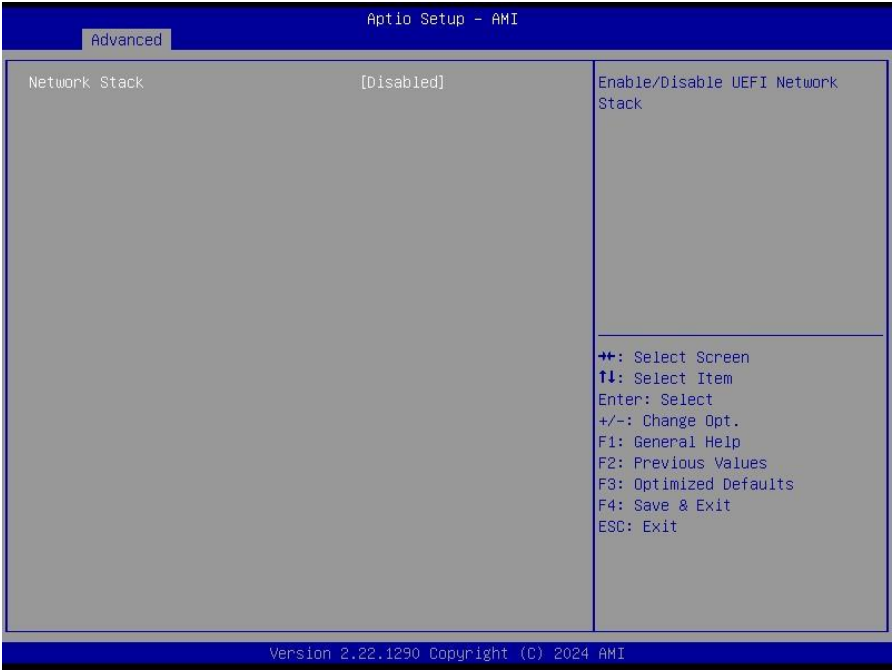 Aptio Setup – AMI
Advanced
Network Stack [Disabled]
Enable/Disable UEFI Network
Stack
→←: Select Screen
↑↓: Select Item
Enter: Select
+/-: Change Opt.
F1: General Help
F2: Previous Values
F3: Optimized Defaults
F4: Save & Exit
ESC: Exit
Version 2.22.1290 Copyright (C) 2024 AMI